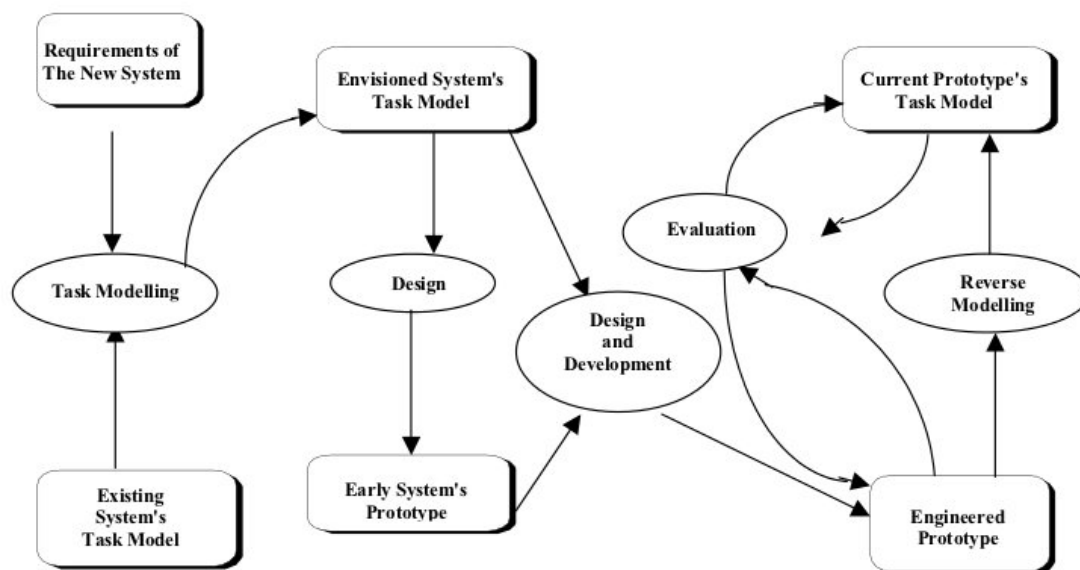 Requirements of
The New System
Envisioned System's
Task Model
Current Prototype's
Task Model
Evaluation
Task Modelling
Design
Reverse
Modelling
Design
and
Development
Existing
System's
Task Model
Early System's
Prototype
Engineered
Prototype